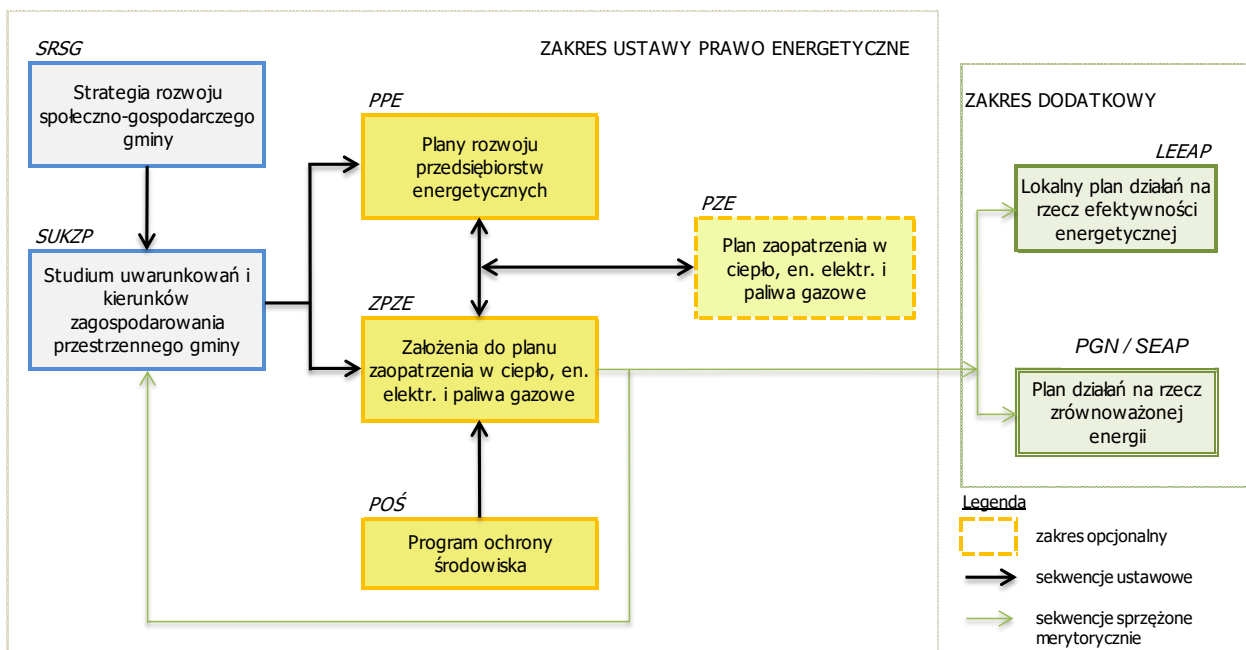 SRSG
ZAKRES USTAWY PRAWO ENERGETYCZNE
Strategia rozwoju
społeczno-gospodarczego
gminy
PPE
Plany rozwoju
przedsiębiorstw
energetycznych
ZAKRES DODATKOWY
LEEAP
Lokalny plan działań na
rzecz efektywności
energetycznej
SUKZP
Studium uwarunkowań i
kierunków
zagospodarowania
przestrzennego gminy
PZE
Plan zaopatrzenia w
ciepło, en. elektr. i
paliwa gazowe
ZPZE
Założenia do planu
zaopatrzenia w ciepło, en.
elektr. i paliwa gazowe
PGN / SEAP
Plan działań na rzecz
zrównoważonej
energii
POŚ
Program ochrony
środowiska
Legenda
zakres opcjonalny
sekwencje ustawowe
sekwencje sprzężone
merytorycznie